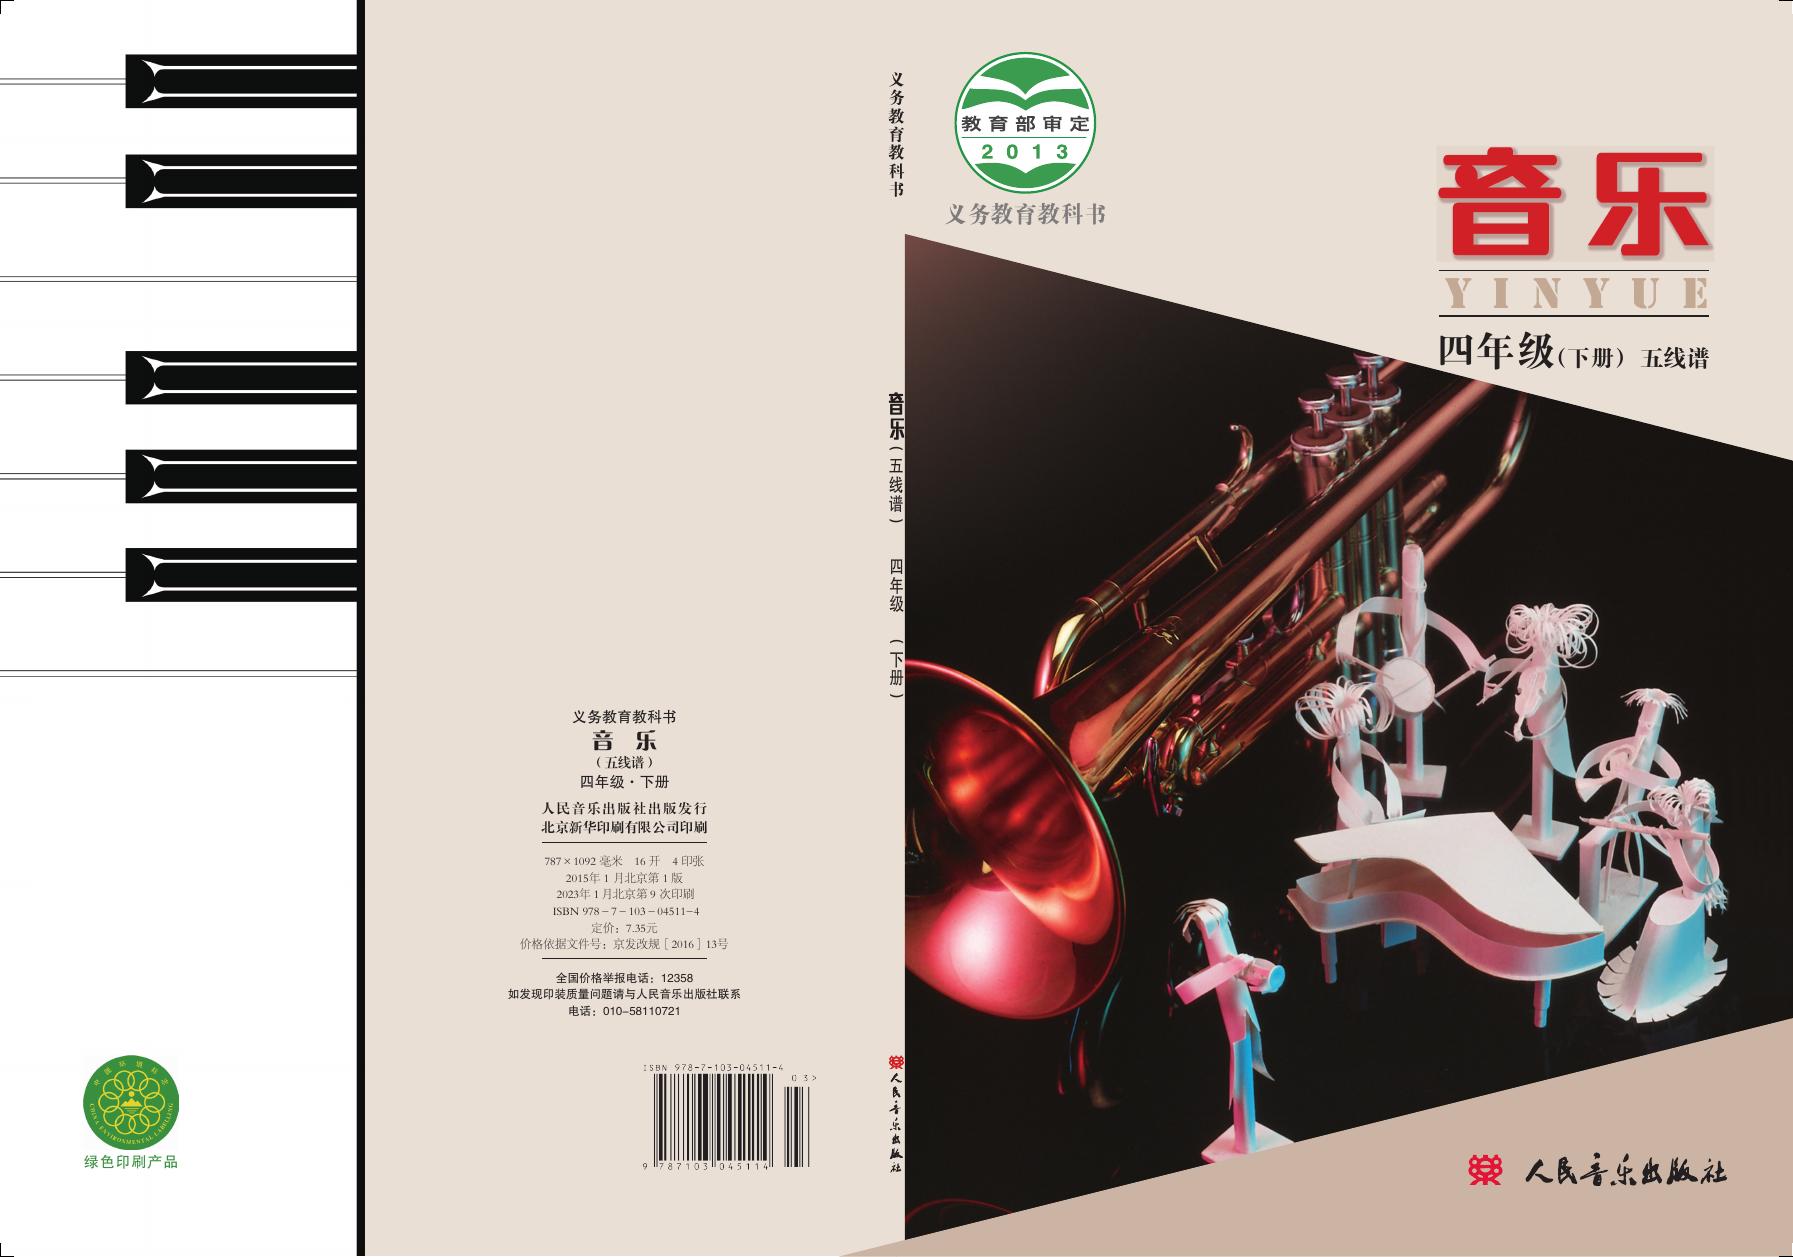 中国环境标志
CHINA ENVIRONMENTAL LABELLING
绿色印刷产品
义务教育教科书
音 乐
（五线谱）
四年级·下册
人民音乐出版社出版发行
北京新华印刷有限公司印刷
787×1092 毫米 16 开 4 印张
2015年 1 月北京第 1 版
2023年 1 月北京第 9 次印刷
ISBN 978－7－103－04511－4
定价：7.35元
价格依据文件号：京发改规［2016］13号
全国价格举报电话：12358
如发现印装质量问题请与人民音乐出版社联系
电话：010－58110721
ISBN 978-7-103-04511-4
03>
9 787103 045114
义务教育教科书
音乐（五线谱） 四年级 （下册）
人民音乐出版社
教育部审定
2013
义务教育教科书
音乐
YINYUE
四年级（下册） 五线谱
人民音乐出版社